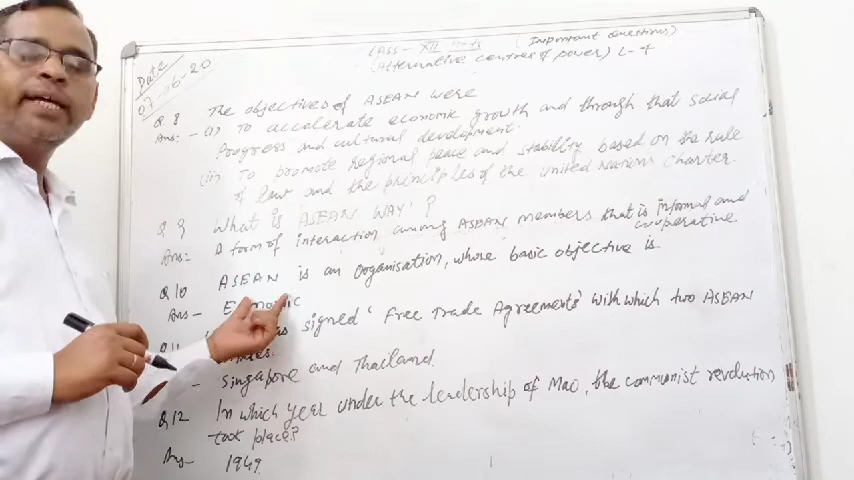 Date
07.06.20
CLASS - XII (Important Questions)
(Alternative centres of power) L-4
Q 8 The objectives of ASEAN were
Ans: - (i) To accelerate economic growth and through that social
Progress and cultural development.
(ii) To promote Regional peace and stability based on the rule
of law and the principles of the United Nations Charter.
Q 9 What is 'ASEAN WAY'?
Ans: A form of interaction among ASEAN members that is informal and
cooperative
Q 10 ASEAN is an Organisation, whose basic objective is
Ans - Economic
Q 11 signed 'Free Trade Agreements' with which two ASEAN
- Singapore and Thailand.
Q 12 In which year under the leadership of Mao, the communist revolution
took place?
Ans - 1949.